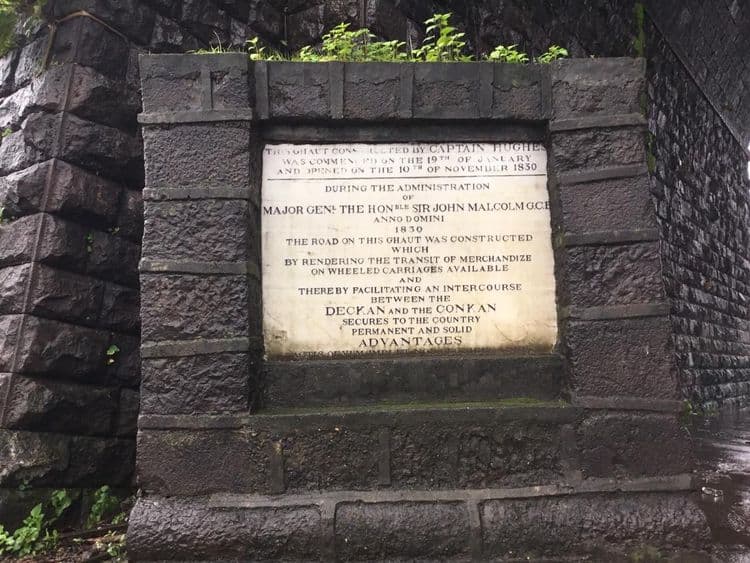 THIS GHAUT CONSTRUCTED BY CAPTAIN HUGHES
WAS COMMENCED ON THE 19TH OF JANUARY
AND OPENED ON THE 10TH OF NOVEMBER 1830
DURING THE ADMINISTRATION
OF
MAJOR GENL THE HONBLE SIR JOHN MALCOLM G.C.B
ANNO DOMINI
1830
THE ROAD ON THIS GHAUT WAS CONSTRUCTED
WHICH
BY RENDERING THE TRANSIT OF MERCHANDIZE
ON WHEELED CARRIAGES AVAILABLE
AND
THEREBY FACILITATING AN INTERCOURSE
BETWEEN THE
DECKAN AND THE CONKAN
SECURES TO THE COUNTRY
PERMANENT AND SOLID
ADVANTAGES